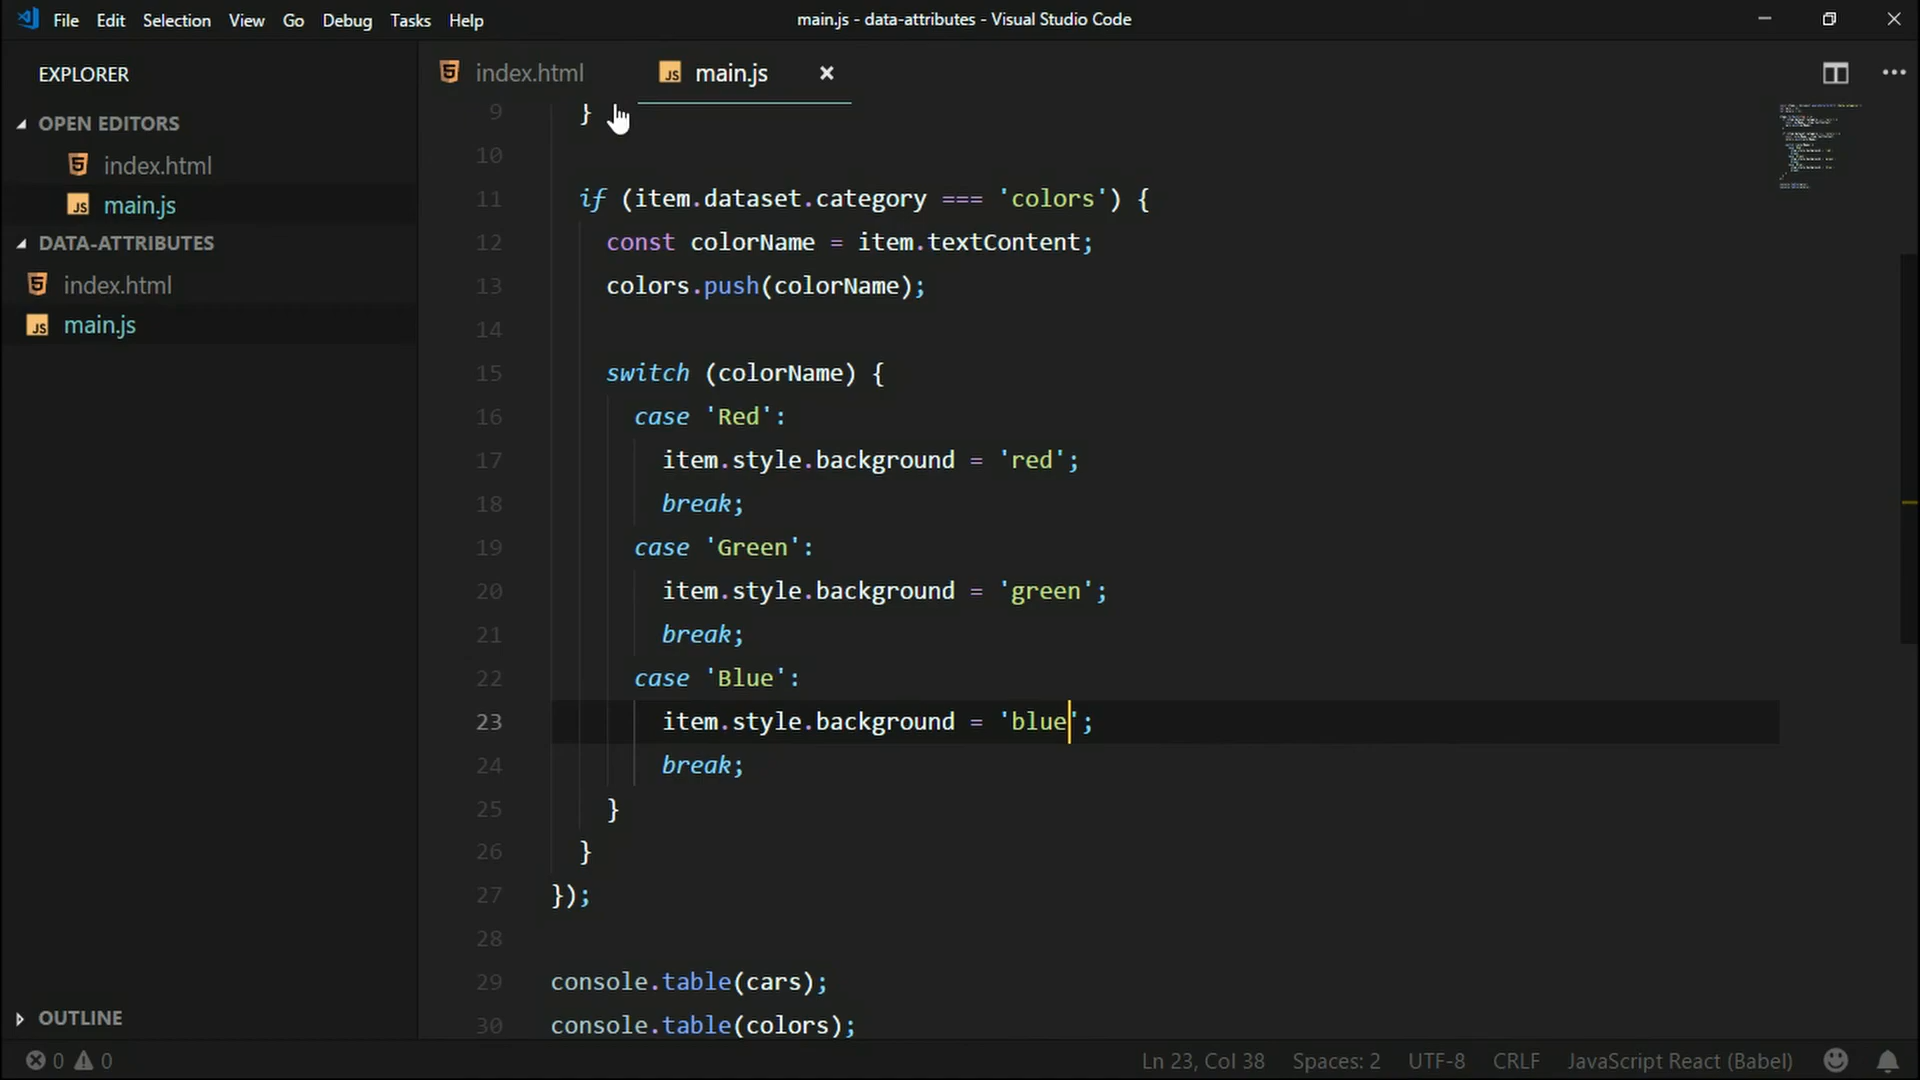 File Edit Selection View Go Debug Tasks Help
main.js - data-attributes - Visual Studio Code
EXPLORER
OPEN EDITORS
index.html
main.js
DATA-ATTRIBUTES
index.html
main.js
OUTLINE
index.html
main.js
9 }
10
11 if (item.dataset.category === 'colors') {
12 const colorName = item.textContent;
13 colors.push(colorName);
14
15 switch (colorName) {
16 case 'Red':
17 item.style.background = 'red';
18 break;
19 case 'Green':
20 item.style.background = 'green';
21 break;
22 case 'Blue':
23 item.style.background = 'blue';
24 break;
25 }
26 }
27 });
28
29 console.table(cars);
30 console.table(colors);
0 0
Ln 23, Col 38 Spaces: 2 UTF-8 CRLF JavaScript React (Babel)